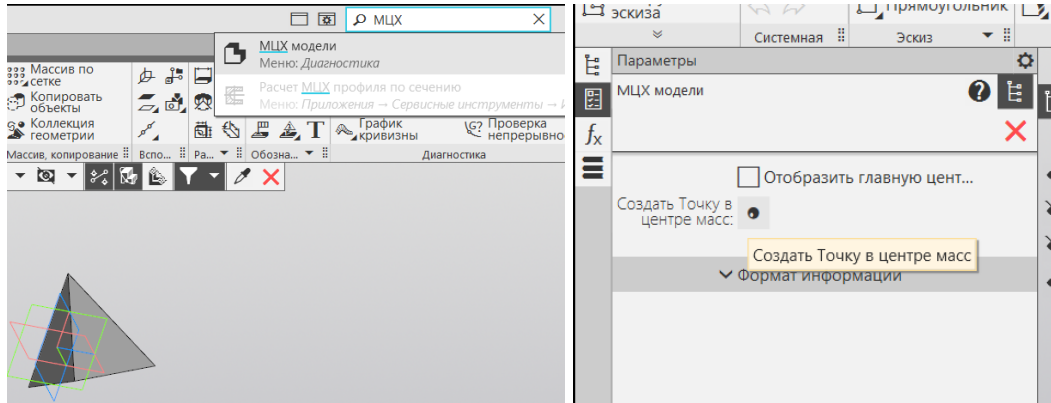 МЦХ
МЦХ модели
Меню: Диагностика
Расчет МЦХ профиля по сечению
Меню: Приложения → Сервисные инструменты →
Массив по
сетке
Копировать
объекты
Коллекция
геометрии
График
кривизны
Проверка
непрерывно
Массив, копирование
Вспо...
Ра...
Обозна...
Диагностика
эскиза
Прямоугольник
Системная
Эскиз
Параметры
МЦХ модели
Отобразить главную цент...
Создать Точку в
центре масс:
Создать Точку в центре масс
Формат информации